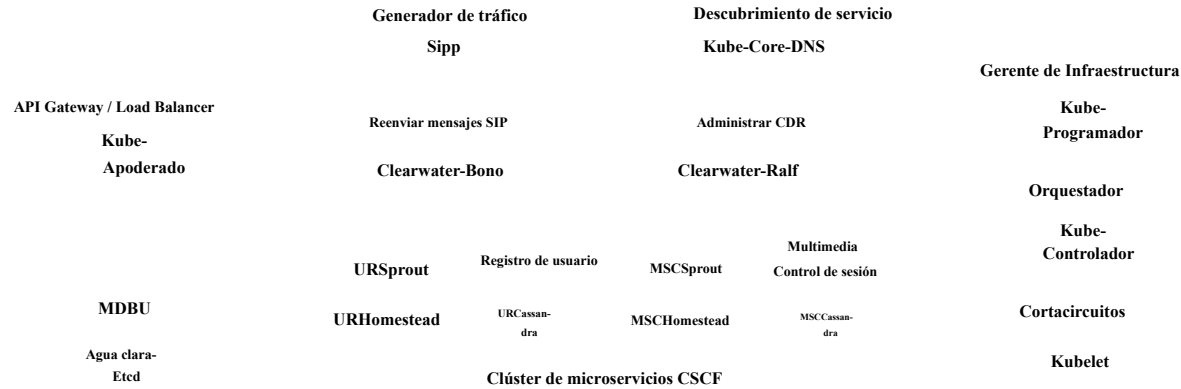 Generador de tráfico
Sipp
Descubrimiento de servicio
Kube-Core-DNS
Gerente de Infraestructura
Kube-
Programador
API Gateway / Load Balancer
Kube-
Apoderado
Reenviar mensajes SIP
Clearwater-Bono
Administrar CDR
Clearwater-Ralf
Orquestador
Kube-
Controlador
URSprout
Registro de usuario
MSCSprout
Multimedia
Control de sesión
MDBU
URHomestead
URCassan-
dra
MSCHomestead
MSCCassan-
dra
Cortacircuitos
Agua clara-
Etcd
Clúster de microservicios CSCF
Kubelet